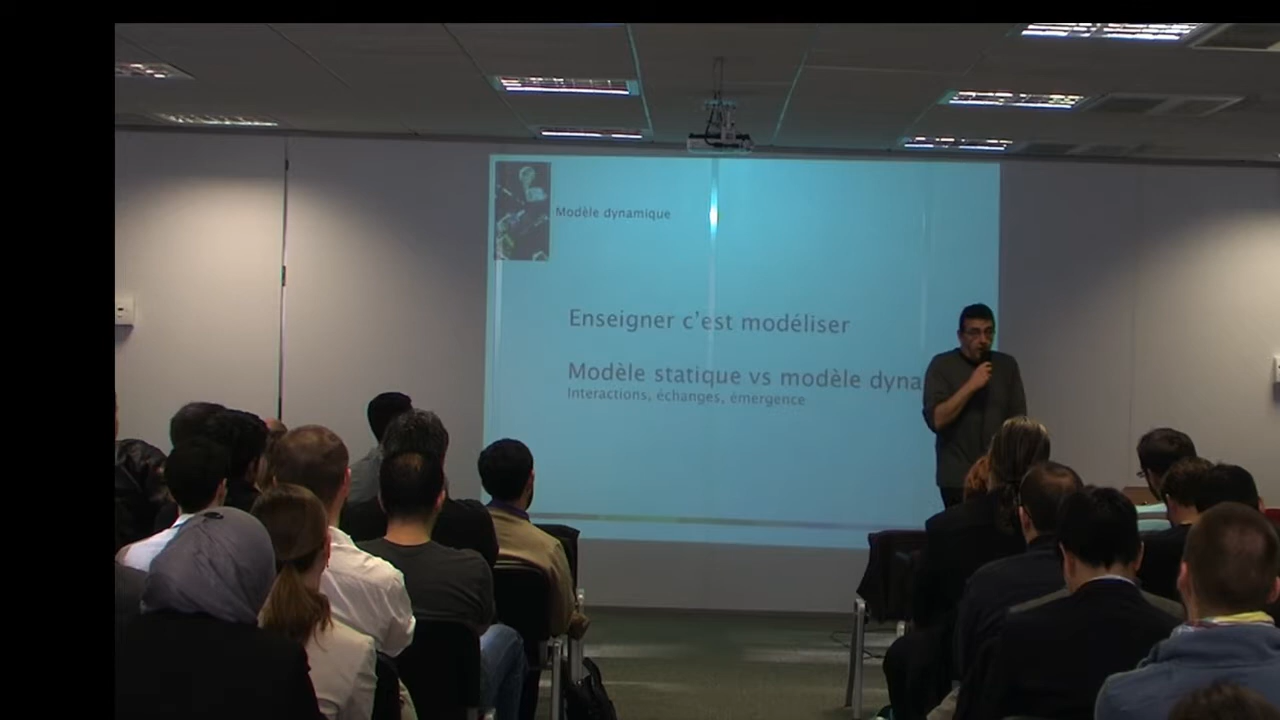 Modèle dynamique
Enseigner c’est modéliser
Modèle statique vs modèle dyna
Interactions, échanges, émergence